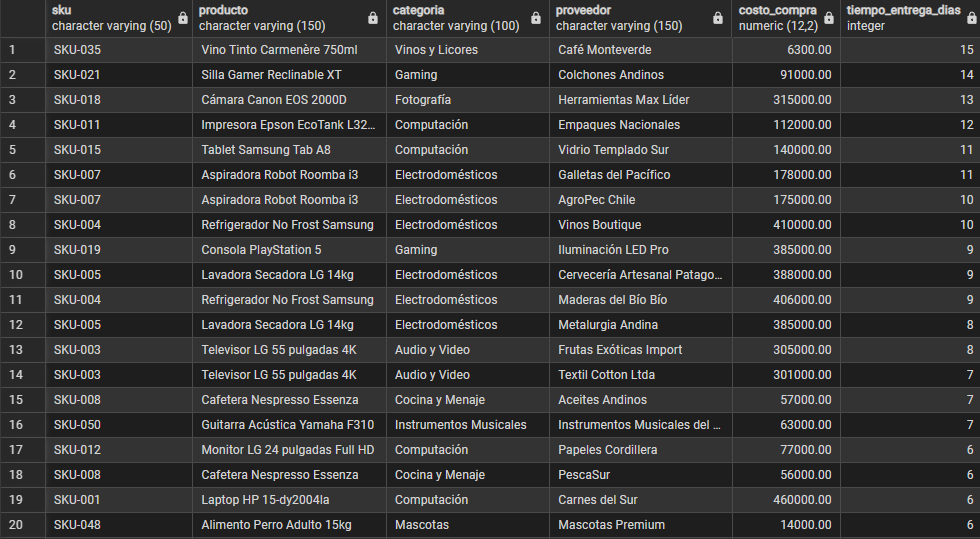 sku producto categoria proveedor costo_compra tiempo_entrega_dias
character varying (50) character varying (150) character varying (100) character varying (150) numeric (12,2) integer
1 SKU-035 Vino Tinto Carmenère 750ml Vinos y Licores Café Monteverde 6300.00 15
2 SKU-021 Silla Gamer Reclinable XT Gaming Colchones Andinos 91000.00 14
3 SKU-018 Cámara Canon EOS 2000D Fotografía Herramientas Max Líder 315000.00 13
4 SKU-011 Impresora Epson EcoTank L32... Computación Empaques Nacionales 112000.00 12
5 SKU-015 Tablet Samsung Tab A8 Computación Vidrio Templado Sur 140000.00 11
6 SKU-007 Aspiradora Robot Roomba i3 Electrodomésticos Galletas del Pacífico 178000.00 11
7 SKU-007 Aspiradora Robot Roomba i3 Electrodomésticos AgroPec Chile 175000.00 10
8 SKU-004 Refrigerador No Frost Samsung Electrodomésticos Vinos Boutique 410000.00 10
9 SKU-019 Consola PlayStation 5 Gaming Iluminación LED Pro 385000.00 9
10 SKU-005 Lavadora Secadora LG 14kg Electrodomésticos Cervecería Artesanal Patago... 388000.00 9
11 SKU-004 Refrigerador No Frost Samsung Electrodomésticos Maderas del Bío Bío 406000.00 9
12 SKU-005 Lavadora Secadora LG 14kg Electrodomésticos Metalurgia Andina 385000.00 8
13 SKU-003 Televisor LG 55 pulgadas 4K Audio y Video Frutas Exóticas Import 305000.00 8
14 SKU-003 Televisor LG 55 pulgadas 4K Audio y Video Textil Cotton Ltda 301000.00 7
15 SKU-008 Cafetera Nespresso Essenza Cocina y Menaje Aceites Andinos 57000.00 7
16 SKU-050 Guitarra Acústica Yamaha F310 Instrumentos Musicales Instrumentos Musicales del ... 63000.00 7
17 SKU-012 Monitor LG 24 pulgadas Full HD Computación Papeles Cordillera 77000.00 6
18 SKU-008 Cafetera Nespresso Essenza Cocina y Menaje PescaSur 56000.00 6
19 SKU-001 Laptop HP 15-dy2004la Computación Carnes del Sur 460000.00 6
20 SKU-048 Alimento Perro Adulto 15kg Mascotas Mascotas Premium 14000.00 6